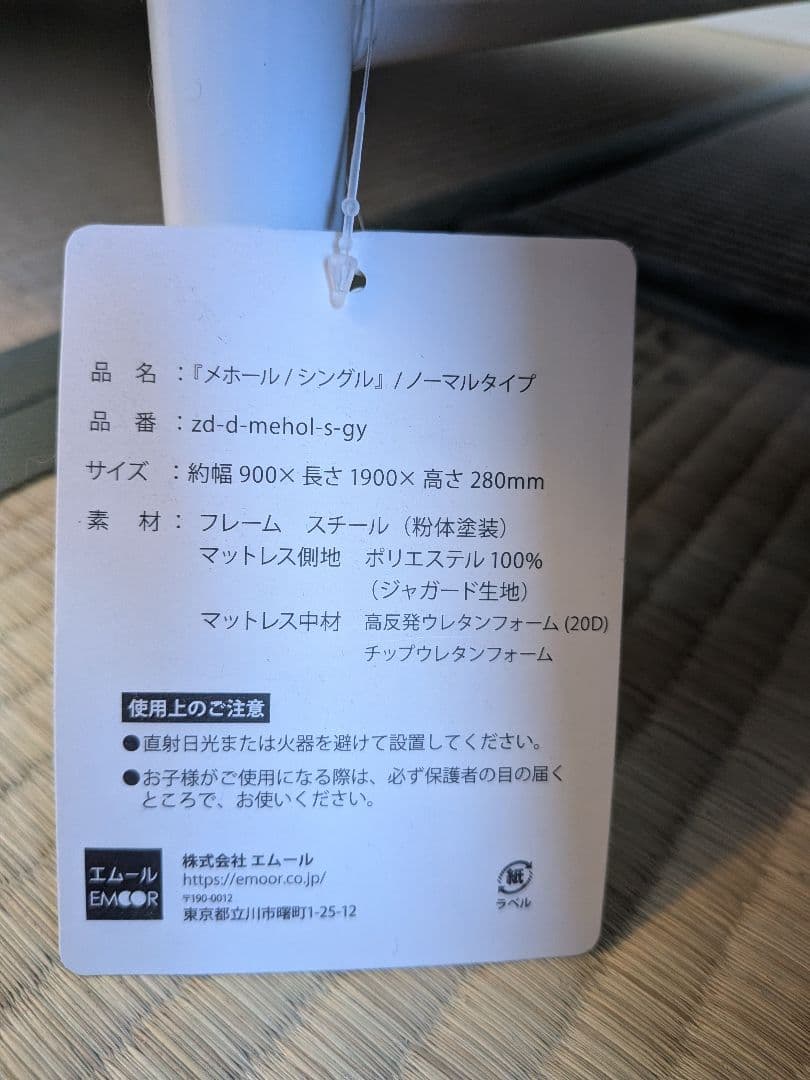 品 名 ：『メホール / シングル』 / ノーマルタイプ
品 番 ：zd-d-mehol-s-gy
サイズ ：約幅 900× 長さ 1900× 高さ 280mm
素 材 ： フレーム スチール（粉体塗装）
マットレス側地 ポリエステル 100%
（ジャガード生地）
マットレス中材 高反発ウレタンフォーム (20D)
チップウレタンフォーム
使用上のご注意
●直射日光または火器を避けて設置してください。
●お子様がご使用になる際は、必ず保護者の目の届く
ところで、お使いください。
エムール
EMOOR
株式会社 エムール
https://emoor.co.jp/
〒190-0012
東京都立川市曙町1-25-12
紙
ラベル